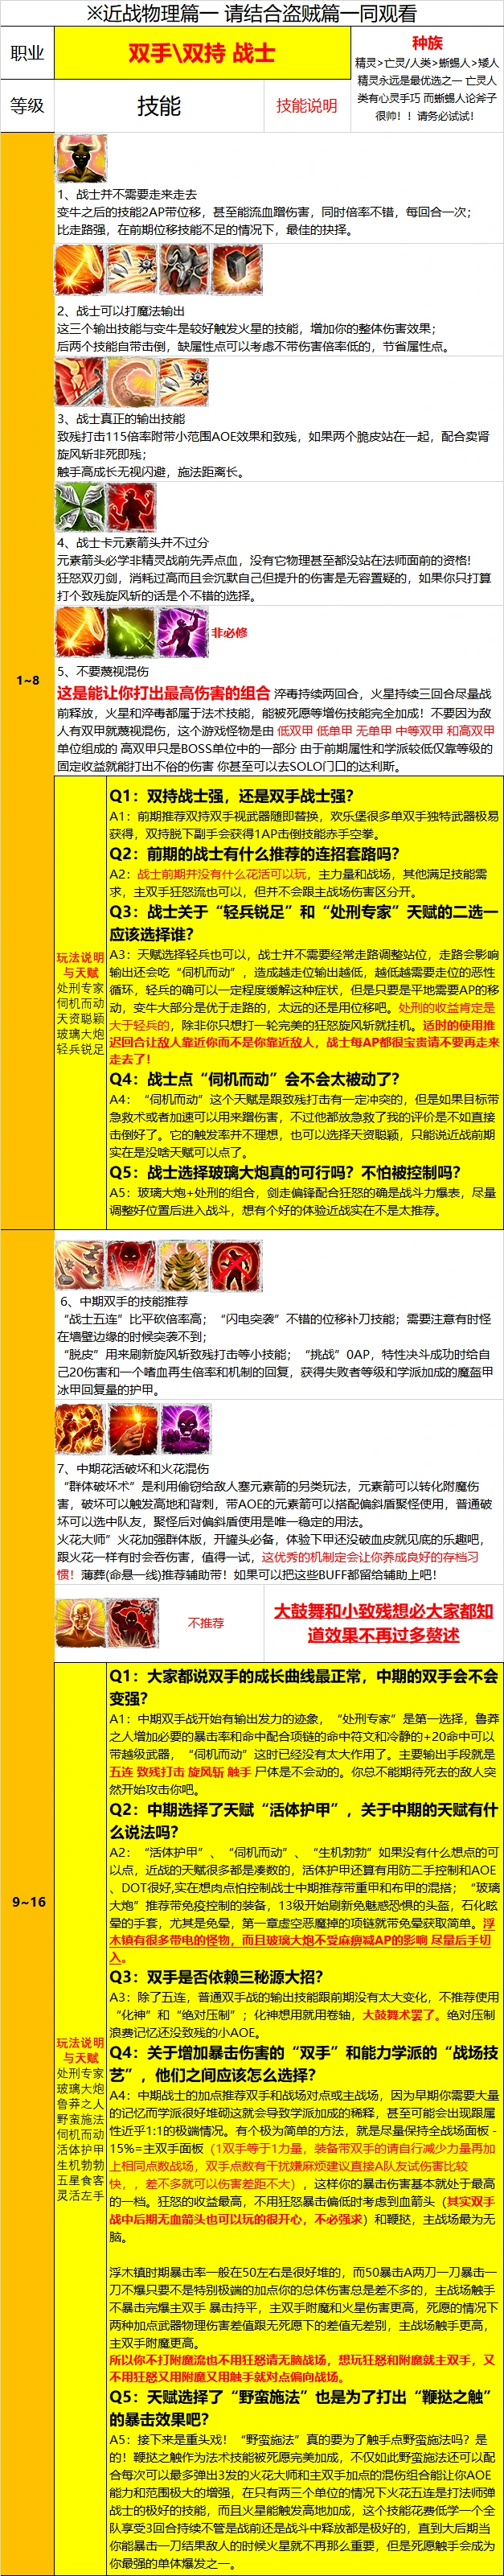 ※近战物理篇一 请结合盗贼篇一同观看
职业
双手\双持 战士
种族
精灵>亡灵/人类>蜥蜴人>矮人
精灵永远是最优选之一 亡灵人
类有心灵手巧 而蜥蜴人论斧子
很帅！！请务必试试！
等级
技能
技能说明
1、战士并不需要走来走去
变牛之后的技能2AP带位移，甚至能流血蹭伤害，同时倍率不错，每回合一次；
比走路强，在前期位移技能不足的情况下，最佳的抉择。
2、战士可以打魔法输出
这三个输出技能与变牛是较好触发火星的技能，增加你的整体伤害效果；
后两个技能自带击倒，缺属性点可以考虑不带伤害倍率低的，节省属性点。
3、战士真正的输出技能
致残打击115倍率附带小范围AOE效果和致残，如果两个脆皮站在一起，配合卖肾
旋风斩非死即残；
触手高成长无视闪避，施法距离长。
4、战士卡元素箭头并不过分
元素箭头必学非精灵战前先弄点血，没有它物理甚至都没站在法师面前的资格!
狂怒双刃剑，消耗过高而且会沉默自己但提升的伤害是无容置疑的，如果你只打算
打个致残旋风斩的话是个不错的选择。
非必修
1~8
5、不要蔑视混伤
这是能让你打出最高伤害的组合 淬毒持续两回合，火星持续三回合尽量战
前释放，火星和淬毒都属于法术技能，能被死愿等增伤技能完全加成！不要因为敌
人有双甲就蔑视混伤，这个游戏怪物是由 低双甲 低单甲 无单甲 中等双甲 和高双甲
单位组成的 高双甲只是BOSS单位中的一部分 由于前期属性和学派较低仅靠等级的
固定收益就能打出不俗的伤害 你甚至可以去SOLO门口的达利斯。
玩法说明
与天赋
处刑专家
伺机而动
天资聪颖
玻璃大炮
轻兵锐足
Q1：双持战士强，还是双手战士强？
A1：前期推荐双持双手视武器随即替换，欢乐堡很多单双手独特武器极易
获得，双持脱下副手会获得1AP击倒技能赤手空拳。
Q2：前期的战士有什么推荐的连招套路吗？
A2：战士前期并没有什么花活可以玩，主力量和战场，其他满足技能需
求，主双手狂怒流也可以，但并不会跟主战场伤害区分开。
Q3：战士关于“轻兵锐足”和“处刑专家”天赋的二选一
应该选择谁？
A3：天赋选择轻兵也可以，战士并不需要经常走路调整站位，走路会影响
输出还会吃“伺机而动”，造成越走位输出越低，越低越需要走位的恶性
循环，轻兵的确可以一定程度缓解这种症状，但是只要是平地需要AP的移
动，变牛大部分是优于走路的，太远的还是用位移吧。处刑的收益肯定是
大于轻兵的，除非你只想打一轮完美的狂怒旋风斩就挂机。适时的使用推
迟回合让敌人靠近你而不是你靠近敌人，战士每AP都很宝贵请不要再走来
走去了！
Q4：战士点“伺机而动”会不会太被动了？
A4：“伺机而动”这个天赋是跟致残打击有一定冲突的，但是如果目标带
急救术或者加速可以用来蹭伤害，不过他都放急救了我的评价是不如直接
击倒好了。它的触发率并不理想，也可以选择天资聪颖，只能说近战前期
实在是没啥天赋可以点了。
Q5：战士选择玻璃大炮真的可行吗？不怕被控制吗？
A5：玻璃大炮+处刑的组合，剑走偏锋配合狂怒的确是战斗力爆表，尽量
调整好位置后进入战斗，想有个好的体验近战实在不是太推荐。
6、中期双手的技能推荐
“战士五连”比平砍倍率高；“闪电突袭”不错的位移补刀技能；需要注意有时怪
在墙壁边缘的时候突袭不到；
“脱皮”用来刷新旋风斩致残打击等小技能；“挑战”0AP，特性决斗成功时给自
己20伤害和一个嗜血再生倍率和机制的回复，获得失败者等级和学派加成的魔盔甲
冰甲回复量的护甲。
7、中期花活破坏和火花混伤
“群体破坏术”是利用偷窃给敌人塞元素箭的另类玩法，元素箭可以转化附魔伤
害，破坏可以触发高地和背刺，带AOE的元素箭可以搭配偏斜盾聚怪使用，普通破
坏可以选中队友，聚怪后对偏斜盾使用是唯一稳定的用法。
火花大师”火花加强群体版，开罐头必备，体验下甲还没破血皮就见底的乐趣吧，
跟火花一样有时会吞伤害，值得一试，这优秀的机制定会让你养成良好的存档习
惯！薄葬(命悬一线)推荐辅助带！如果可以把这些BUFF都留给辅助上吧！
不推荐
大鼓舞和小致残想必大家都知
道效果不再过多赘述
9~16
玩法说明
与天赋
处刑专家
玻璃大炮
鲁莽之人
野蛮施法
伺机而动
活体护甲
生机勃勃
五星食客
灵活左手
Q1：大家都说双手的成长曲线最正常，中期的双手会不会
变强？
A1：中期双手战开始有输出发力的迹象，“处刑专家”是第一选择，鲁莽
之人增加必要的暴击率和命中配合项链的命中符文和冷静的+20命中可以
带越级武器，“伺机而动”这时已经没有太大作用了。主要输出手段就是
五连 致残打击 旋风斩 触手 尸体是不会动的。你总不能期待死去的敌人突
然开始攻击你吧。
Q2：中期选择了天赋“活体护甲”，关于中期的天赋有什
么说法吗？
A2：“活体护甲”、“伺机而动”、“生机勃勃”如果没有什么想点的可
以点，近战的天赋很多都是凑数的，活体护甲还算有用防二手控制和AOE
、DOT很好,实在想肉点怕控制战士中期推荐带重甲和布甲的混搭；“玻璃
大炮”推荐带免疫控制的装备，13级开始刷新免魅惑恐惧的头盔，石化眩
晕的手套，尤其是免晕，第一章虚空恶魔掉的项链就带免晕获取简单。浮
木镇有很多带电的怪物，而且玻璃大炮不受麻痹减AP的影响 尽量后手切
入。
Q3：双手是否依赖三秘源大招？
A3：除了五连，普通双手战的输出技能跟前期没有太大变化，不推荐使用
“化神”和“绝对压制”；化神想用就用卷轴，大鼓舞术罢了。绝对压制
浪费记忆还没致残的小AOE。
Q4：关于增加暴击伤害的“双手”和能力学派的“战场技
艺”，他们之间应该怎么选择？
A4：中期战士的加点推荐双手和战场对点或主战场，因为早期你需要大量
的记忆而学派很好堆砌这就会导致学派加成的稀释，甚至可能会出现跟属
性近乎1:1的极端情况。有个极为简单的方法，就是尽量保持全战场面板 -
15%=主双手面板（1双手等于1力量，装备带双手的请自行减少力量再加
上相同点数战场，双手点数有干扰嫌麻烦建议直接A队友试伤害比较
快，，差不多就可以伤害差距不大），这样你的暴击伤害基本就处于最高
的一档。狂怒的收益最高，不用狂怒暴击偏低时考虑到血箭头（其实双手
战中后期无血箭头也可以玩的很开心，不必强求）和鞭挞，主战场最为无
脑。
浮木镇时期暴击率一般在50左右是很好堆的，而50暴击A两刀一刀暴击一
刀不爆只要不是特别极端的加点你的总体伤害总是差不多的，主战场触手
不暴击完爆主双手 暴击持平，主双手附魔和火星伤害更高，死愿的情况下
两种加点武器物理伤害差值跟无死愿下的差值无差别，主战场触手更高，
主双手附魔更高。
所以你不打附魔流也不用狂怒请无脑战场，想玩狂怒和附魔就主双手，又
不用狂怒又用附魔又用触手就对点偏向战场。
Q5：天赋选择了“野蛮施法”也是为了打出“鞭挞之触”
的暴击效果吧？
A5：接下来是重头戏！“野蛮施法”真的要为了触手点野蛮施法吗？是
的！鞭挞之触作为法术技能被死愿完美加成，不仅如此野蛮施法还可以配
合每次可以最多弹出3发的火花大师和主双手加点的混伤组合能让你AOE
能力和范围极大的增强，在只有两三个单位的情况下火花五连是打法师弹
战士的极好的技能，而且火星能触发高地加成，这个技能花费低学一个全
队享受3回合持续不管是战前还是战斗中释放都是极好的，直到大后期当
你能暴击一刀结果敌人的时候火星就不再那么重要，但是死愿触手会成为
你最强的单体爆发之一。